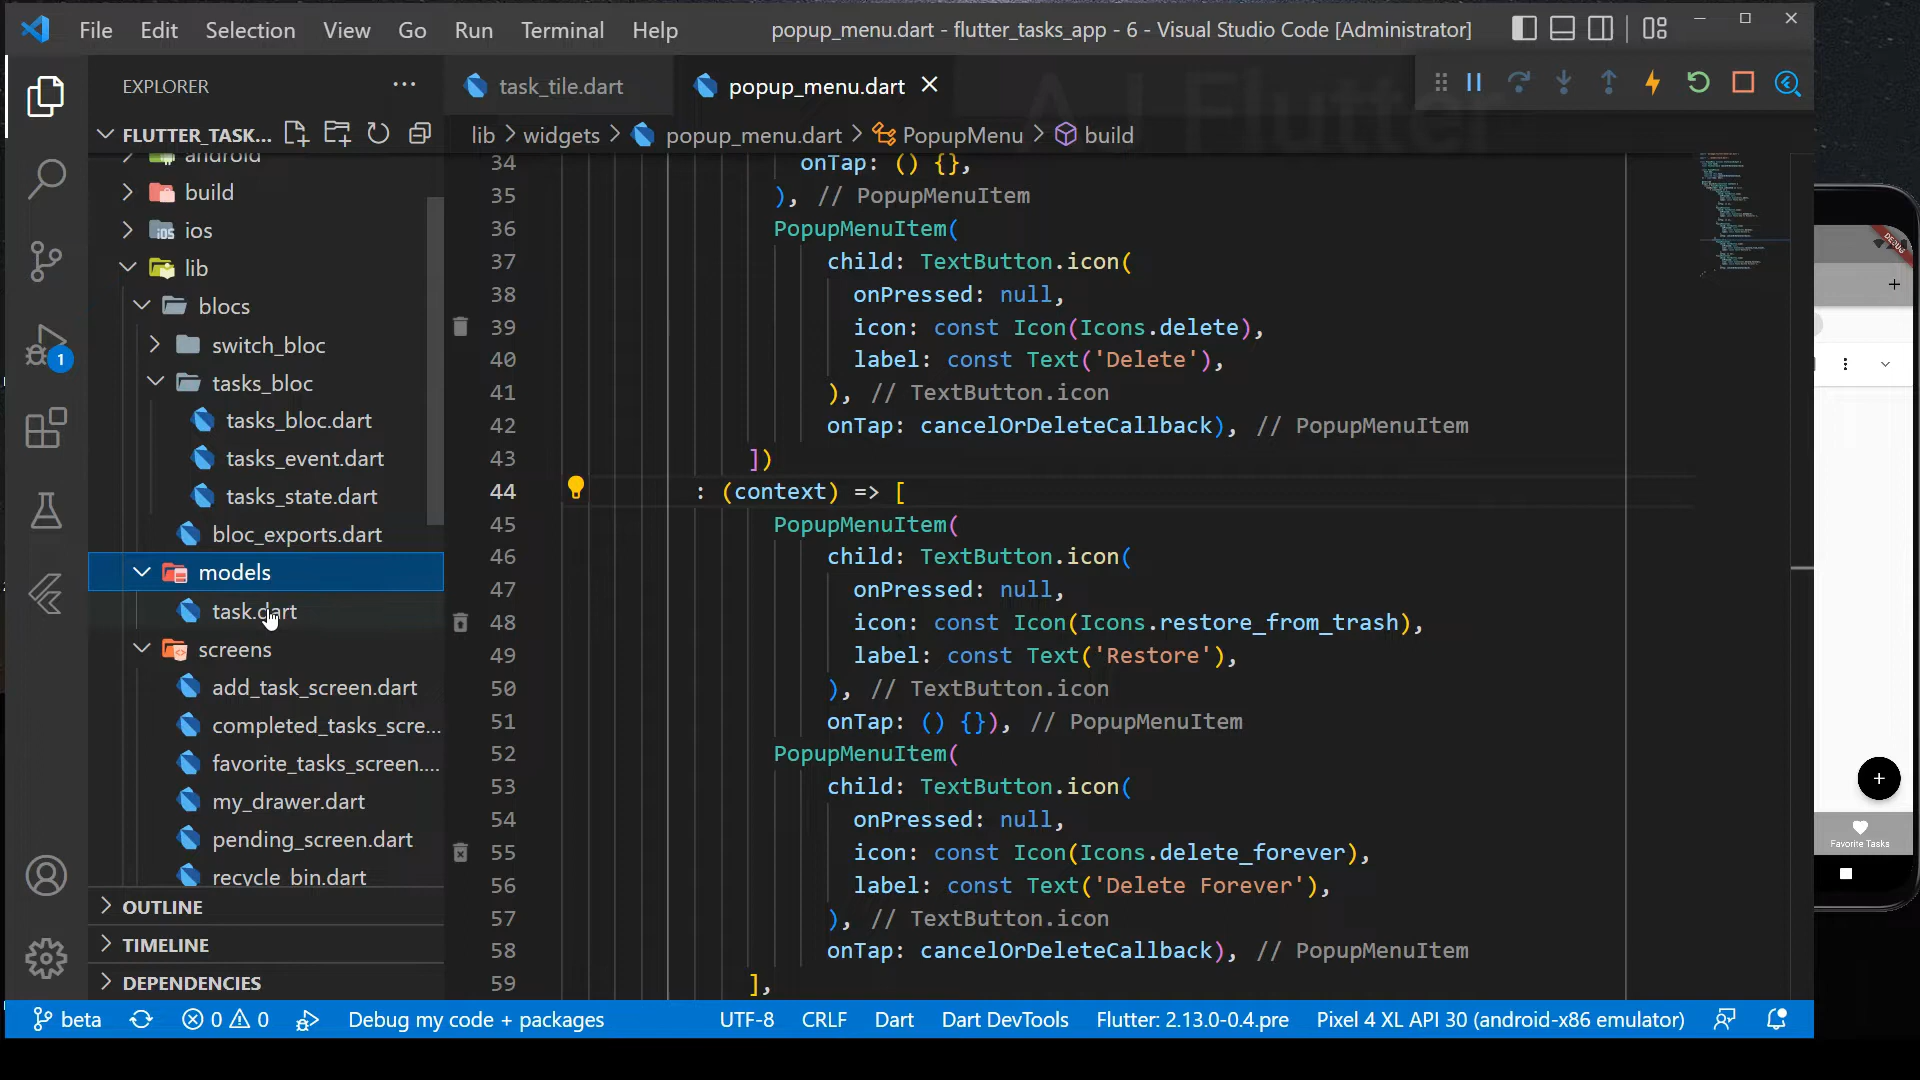 File Edit Selection View Go Run Terminal Help
popup_menu.dart - flutter_tasks_app - 6 - Visual Studio Code [Administrator]
EXPLORER
task_tile.dart
popup_menu.dart
A J Flutter
FLUTTER_TASK...
lib > widgets > popup_menu.dart > PopupMenu > build
android
build
ios
lib
blocs
switch_bloc
tasks_bloc
tasks_bloc.dart
tasks_event.dart
tasks_state.dart
bloc_exports.dart
models
task.dart
screens
add_task_screen.dart
completed_tasks_scre...
favorite_tasks_screen....
my_drawer.dart
pending_screen.dart
recycle_bin.dart
OUTLINE
TIMELINE
DEPENDENCIES
1
34 onTap: () {},
35 ), // PopupMenuItem
36 PopupMenuItem(
37 child: TextButton.icon(
38 onPressed: null,
39 icon: const Icon(Icons.delete),
40 label: const Text('Delete'),
41 ), // TextButton.icon
42 onTap: cancelOrDeleteCallback), // PopupMenuItem
43 ])
44 : (context) => [
45 PopupMenuItem(
46 child: TextButton.icon(
47 onPressed: null,
48 icon: const Icon(Icons.restore_from_trash),
49 label: const Text('Restore'),
50 ), // TextButton.icon
51 onTap: () {}), // PopupMenuItem
52 PopupMenuItem(
53 child: TextButton.icon(
54 onPressed: null,
55 icon: const Icon(Icons.delete_forever),
56 label: const Text('Delete Forever'),
57 ), // TextButton.icon
58 onTap: cancelOrDeleteCallback), // PopupMenuItem
59 ],
DEBUG
Favorite Tasks
beta 0 0 Debug my code + packages UTF-8 CRLF Dart Dart DevTools Flutter: 2.13.0-0.4.pre Pixel 4 XL API 30 (android-x86 emulator)